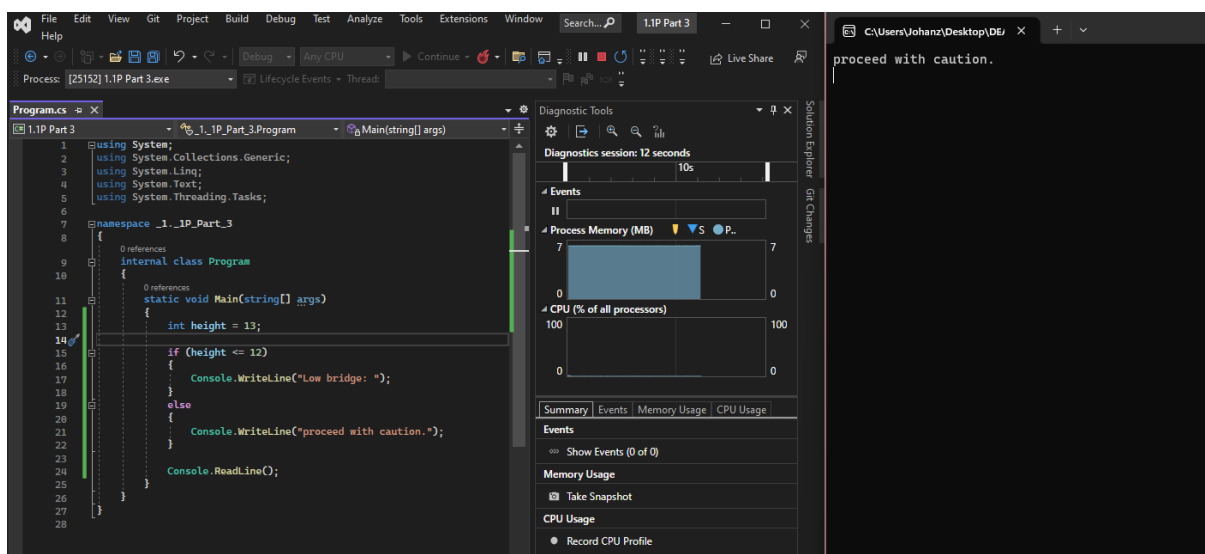 File Edit View Git Project Build Debug Test Analyze Tools Extensions Window Search... 1.1P Part 3
Help
Debug Any CPU Continue Live Share
Process: [25152] 1.1P Part 3.exe Lifecycle Events Thread:
Program.cs
1.1P Part 3 _1._1P_Part_3.Program Main(string[] args)
1 using System;
2 using System.Collections.Generic;
3 using System.Linq;
4 using System.Text;
5 using System.Threading.Tasks;
6
7 namespace _1._1P_Part_3
8 {
0 references
9 internal class Program
10 {
0 references
11 static void Main(string[] args)
12 {
13 int height = 13;
14
15 if (height <= 12)
16 {
17 Console.WriteLine("Low bridge: ");
18 }
19 else
20 {
21 Console.WriteLine("proceed with caution.");
22 }
23
24 Console.ReadLine();
25 }
26 }
27 }
28
Diagnostic Tools
Diagnostics session: 12 seconds
10s
Events
Process Memory (MB) S P..
7 7
0 0
CPU (% of all processors)
100 100
0 0
Summary Events Memory Usage CPU Usage
Events
Show Events (0 of 0)
Memory Usage
Take Snapshot
CPU Usage
Record CPU Profile
Solution Explorer
Git Changes
C:\Users\Johanz\Desktop\DE
proceed with caution.